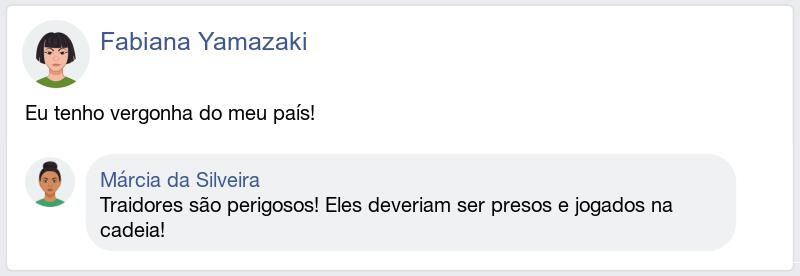 Fabiana Yamazaki
Eu tenho vergonha do meu país!
Márcia da Silveira
Traidores são perigosos! Eles deveriam ser presos e jogados na
cadeia!